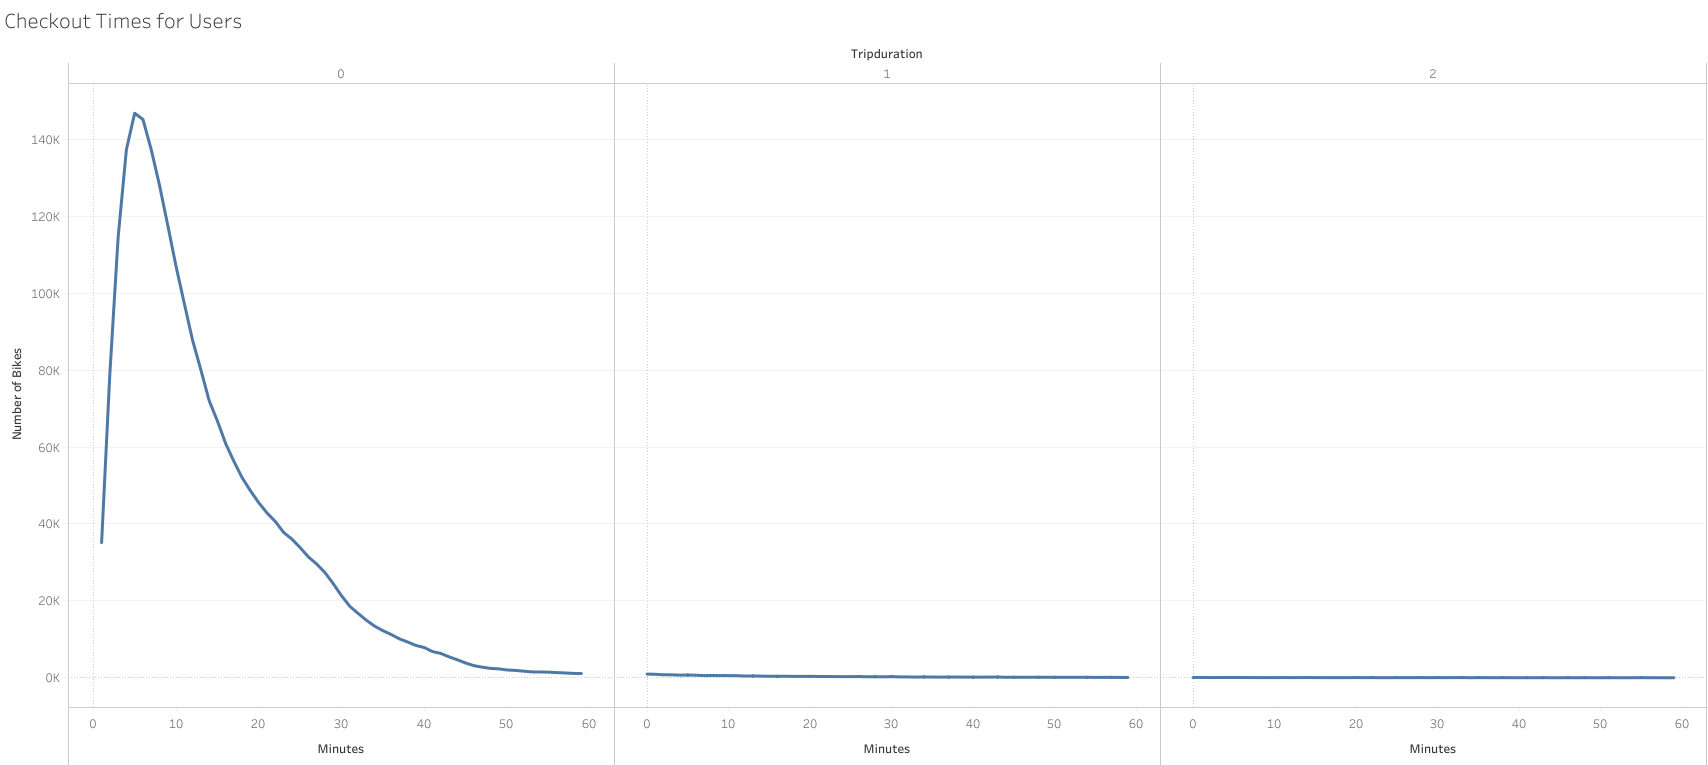 Checkout Times for Users
Tripduration
0 1 2
140K
120K
100K
80K
60K
40K
20K
0K
Number of Bikes
0 10 20 30 40 50 60 0 10 20 30 40 50 60 0 10 20 30 40 50 60
Minutes Minutes Minutes